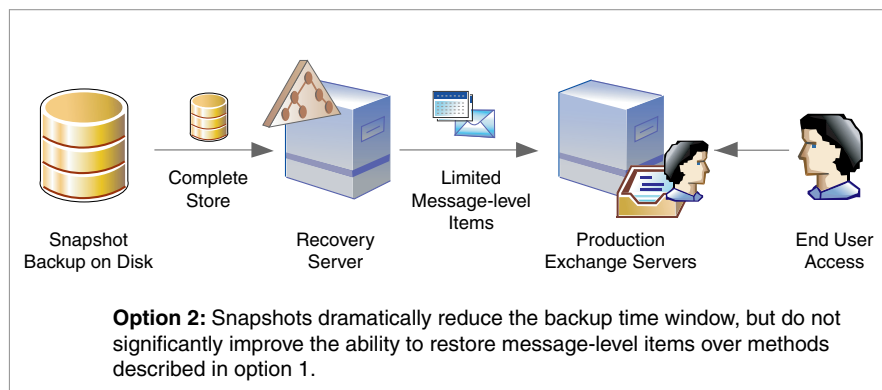 Complete
Store
Limited
Message-level
Items
Snapshot
Backup on Disk
Recovery
Server
Production
Exchange Servers
End User
Access
Option 2: Snapshots dramatically reduce the backup time window, but do not
significantly improve the ability to restore message-level items over methods
described in option 1.